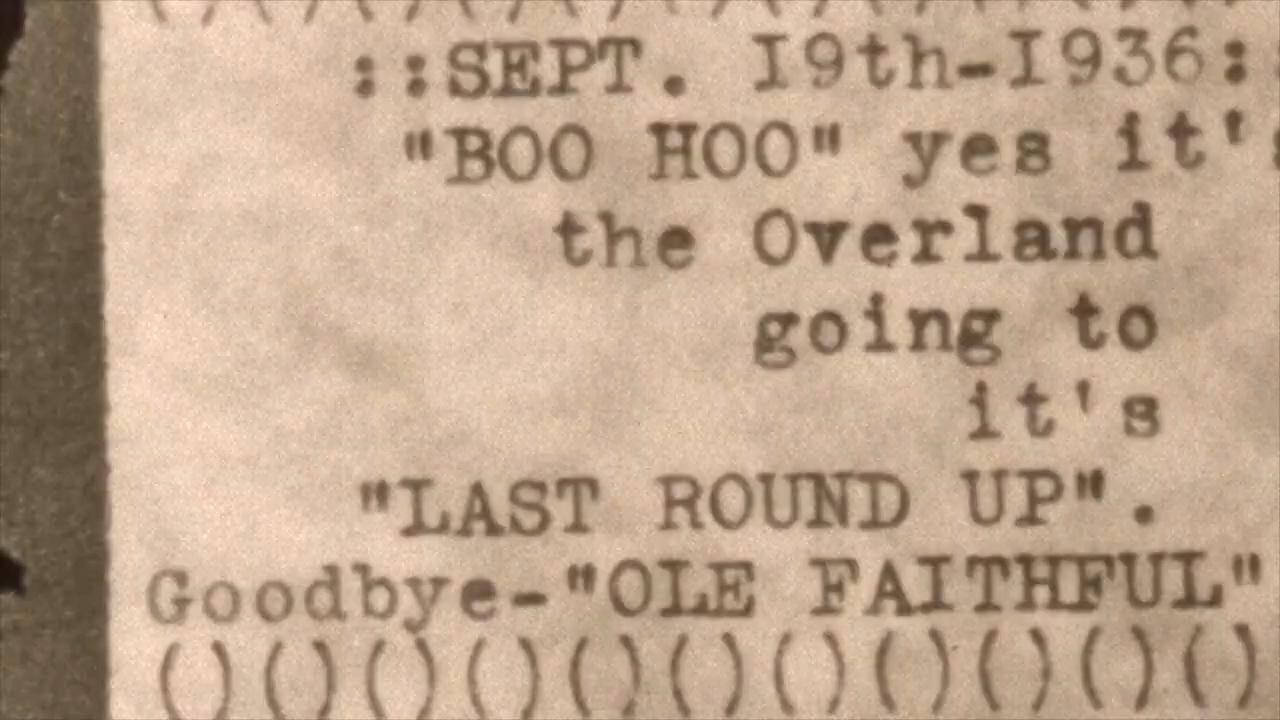 ()()()()()()()()()()()
::SEPT. I9th-I936::
"BOO HOO" yes it's
the Overland
going to
it's
"LAST ROUND UP".
Goodbye-"OLE FAITHFUL"
()()()()()()()()()()()